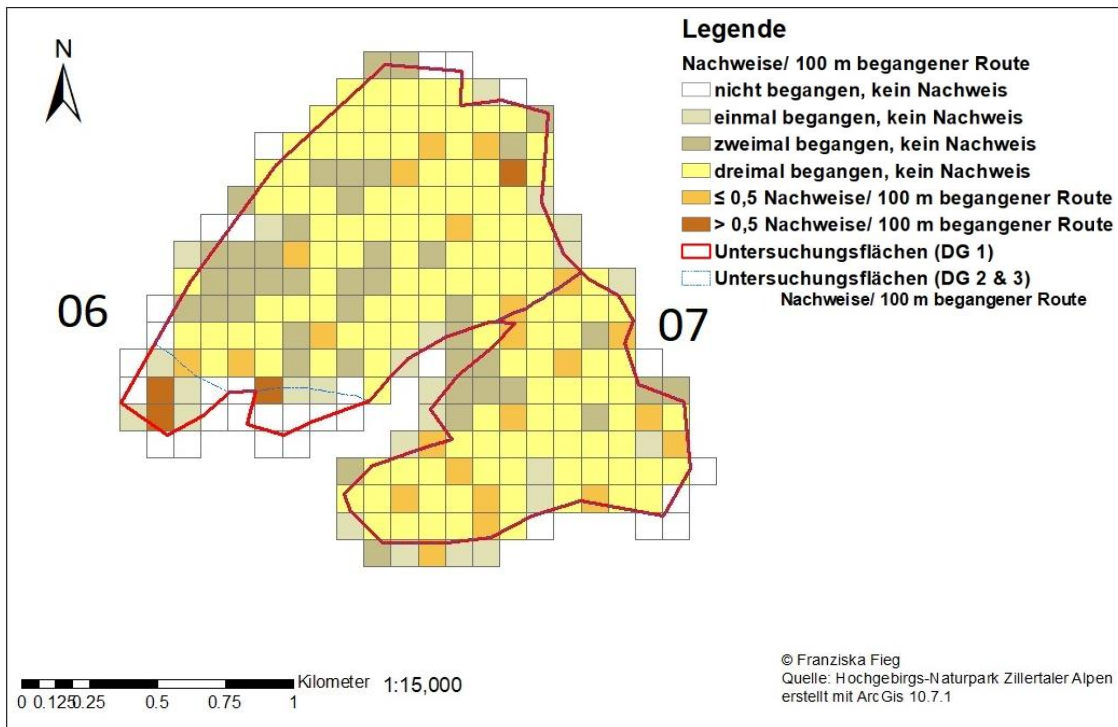 N
Legende
Nachweise/ 100 m begangener Route
nicht begangen, kein Nachweis
einmal begangen, kein Nachweis
zweimal begangen, kein Nachweis
dreimal begangen, kein Nachweis
≤ 0,5 Nachweise/ 100 m begangener Route
> 0,5 Nachweise/ 100 m begangener Route
Untersuchungsflächen (DG 1)
Untersuchungsflächen (DG 2 & 3)
Nachweise/ 100 m begangener Route
06
07
Kilometer 1:15,000
0 0.125 0.25 0.5 0.75 1
© Franziska Fieg
Quelle: Hochgebirgs-Naturpark Zillertaler Alpen
erstellt mit ArcGis 10.7.1